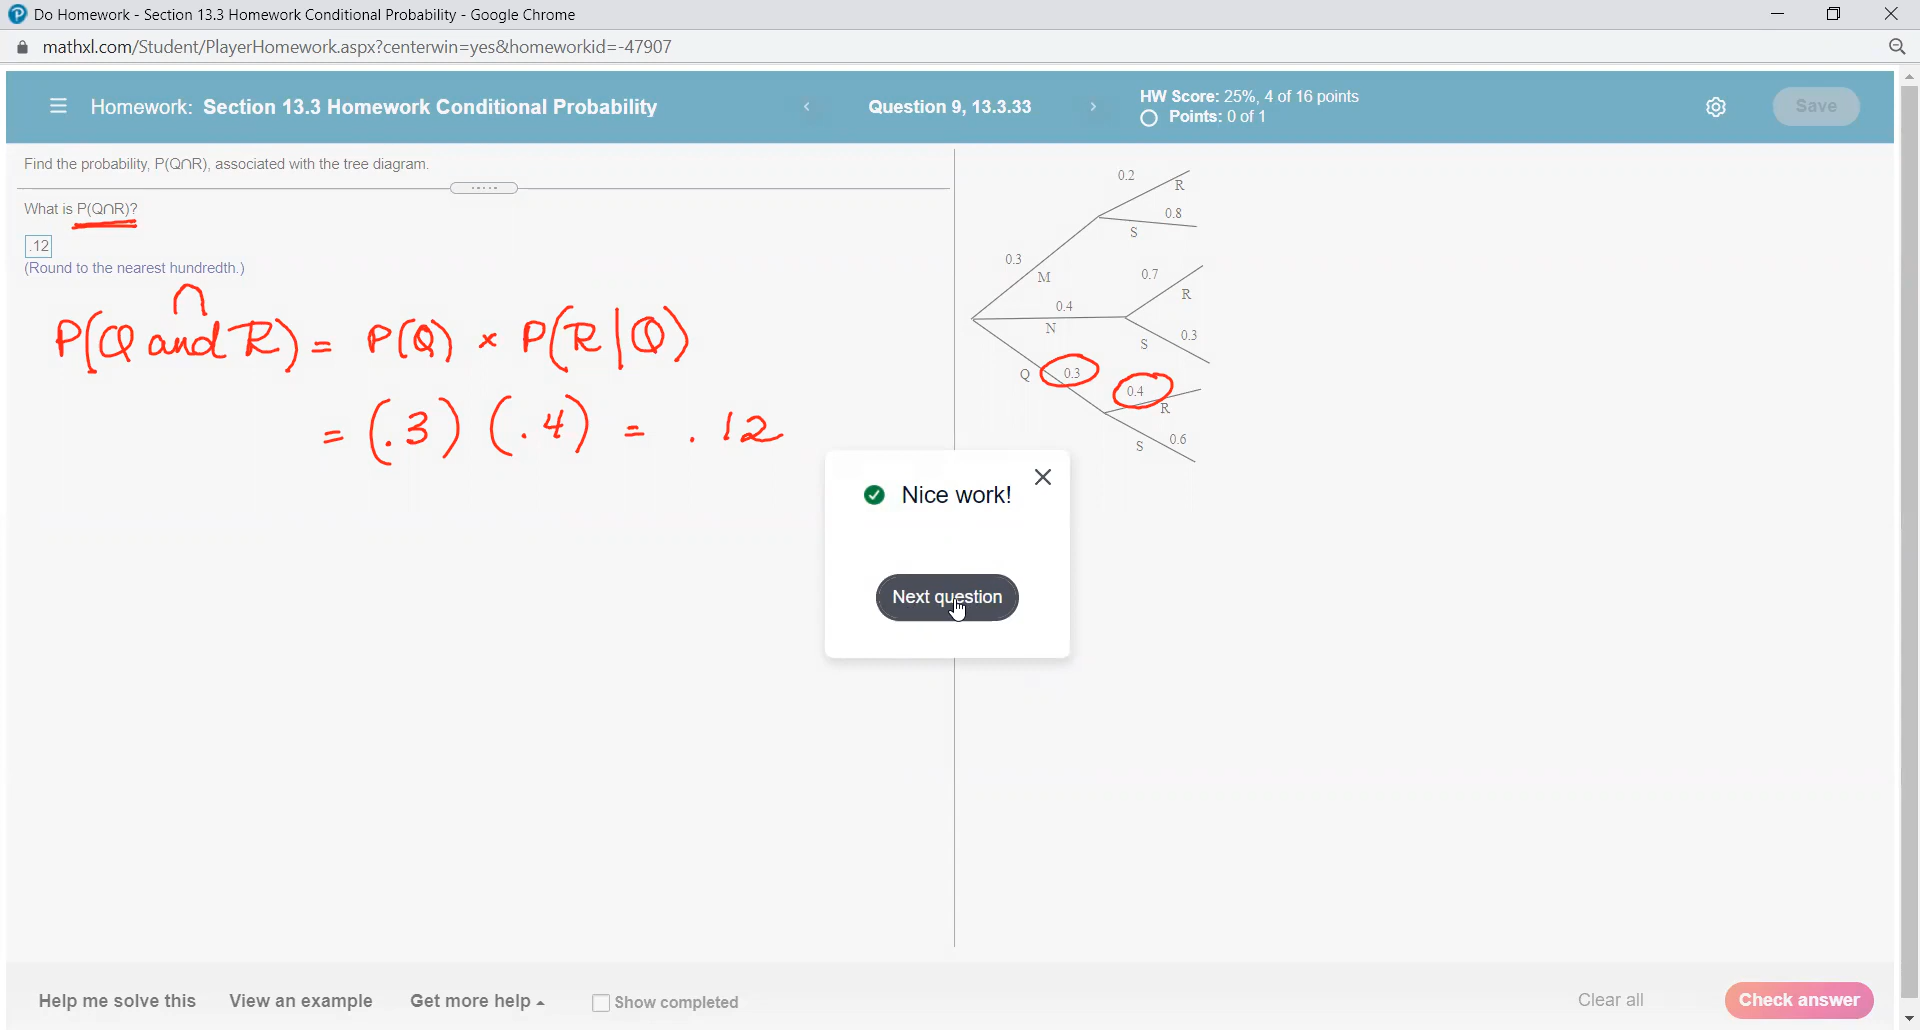 Do Homework - Section 13.3 Homework Conditional Probability - Google Chrome
mathxl.com/Student/PlayerHomework.aspx?centerwin=yes&homeworkid=-47907
Homework: Section 13.3 Homework Conditional Probability
Question 9, 13.3.33
HW Score: 25%, 4 of 16 points
Points: 0 of 1
Save
Find the probability, P(Q∩R), associated with the tree diagram.
What is P(Q∩R)?
.12
(Round to the nearest hundredth.)
∩
P(Q and R) = P(Q) × P(R|Q)
= (.3) (.4) = .12
0.2
R
0.8
S
0.3
M
0.7
R
0.4
N
0.3
S
Q 0.3
0.4
R
0.6
S
Nice work!
Next question
Help me solve this
View an example
Get more help
Show completed
Clear all
Check answer